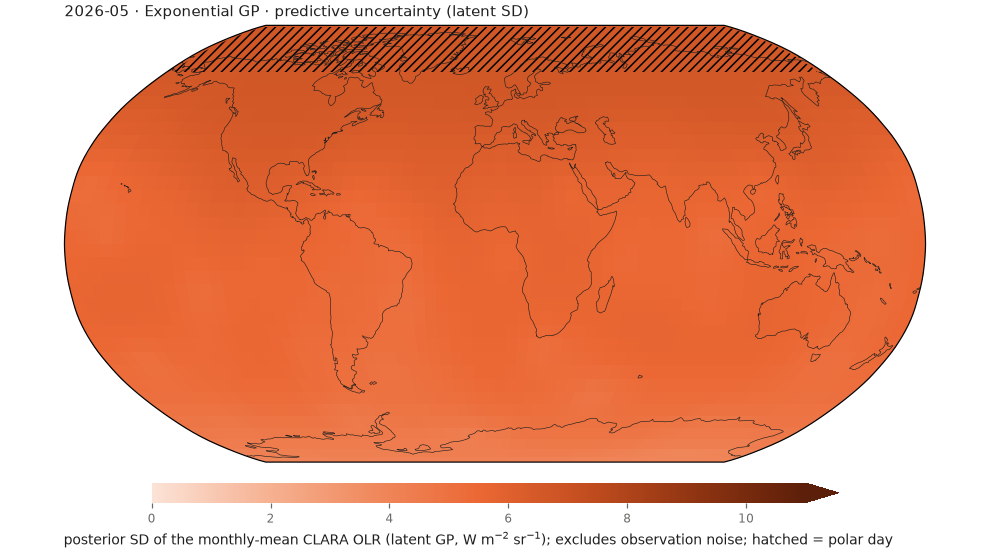 2026-05 · Exponential GP · predictive uncertainty (latent SD)
0 2 4 6 8 10
posterior SD of the monthly-mean CLARA OLR (latent GP, W m⁻² sr⁻¹); excludes observation noise; hatched = polar day